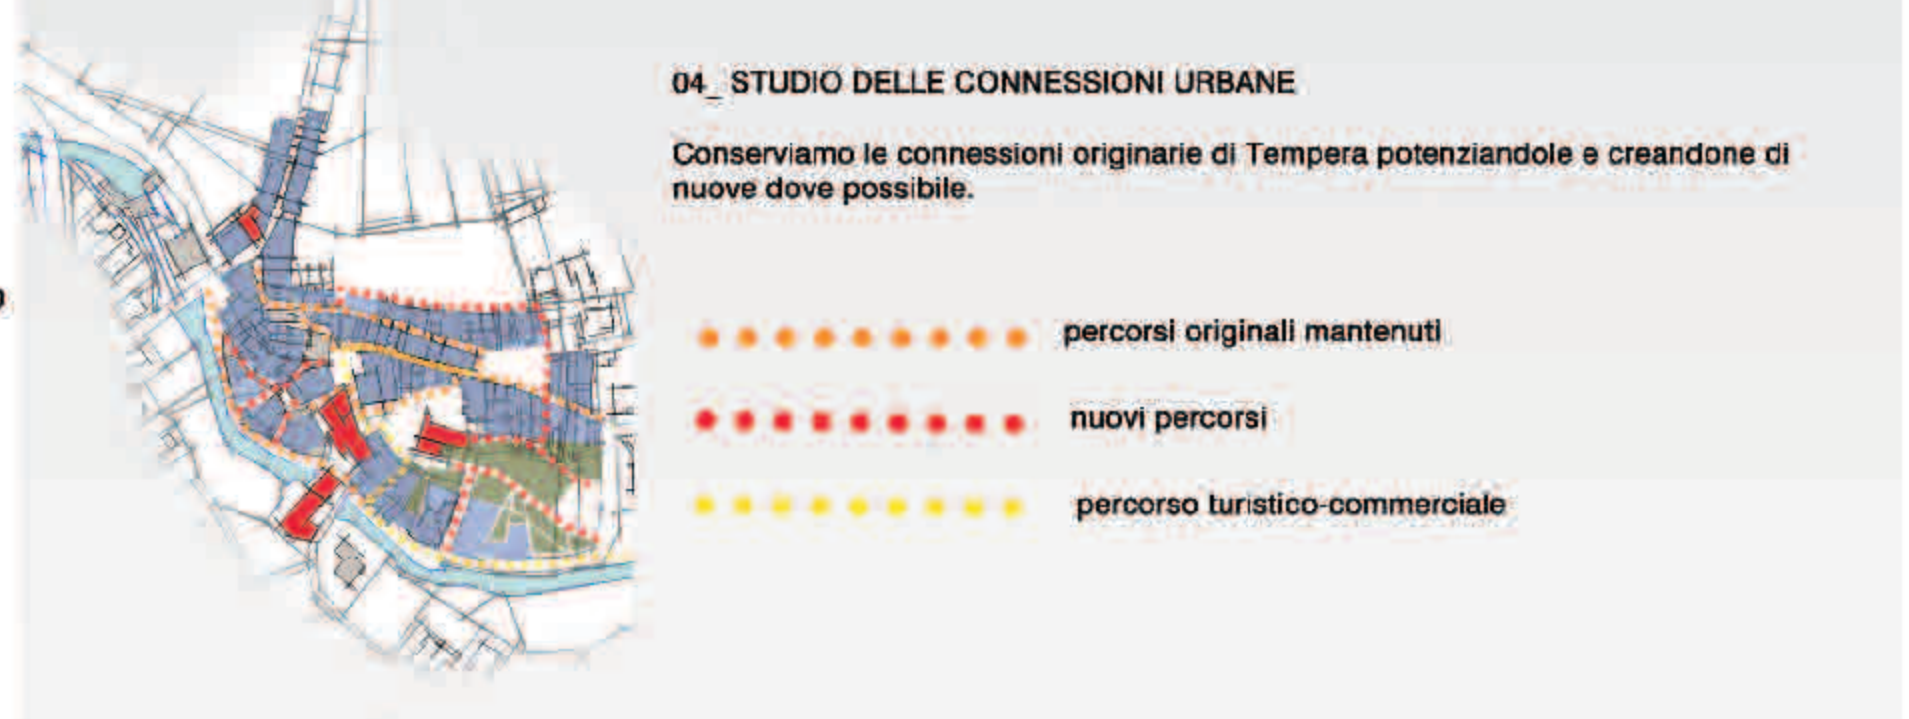 04_ STUDIO DELLE CONNESSIONI URBANE
Conserviamo le connessioni originarie di Tempera potenziandole e creandone di
nuove dove possibile.
percorsi originali mantenuti
nuovi percorsi
percorso turistico-commerciale